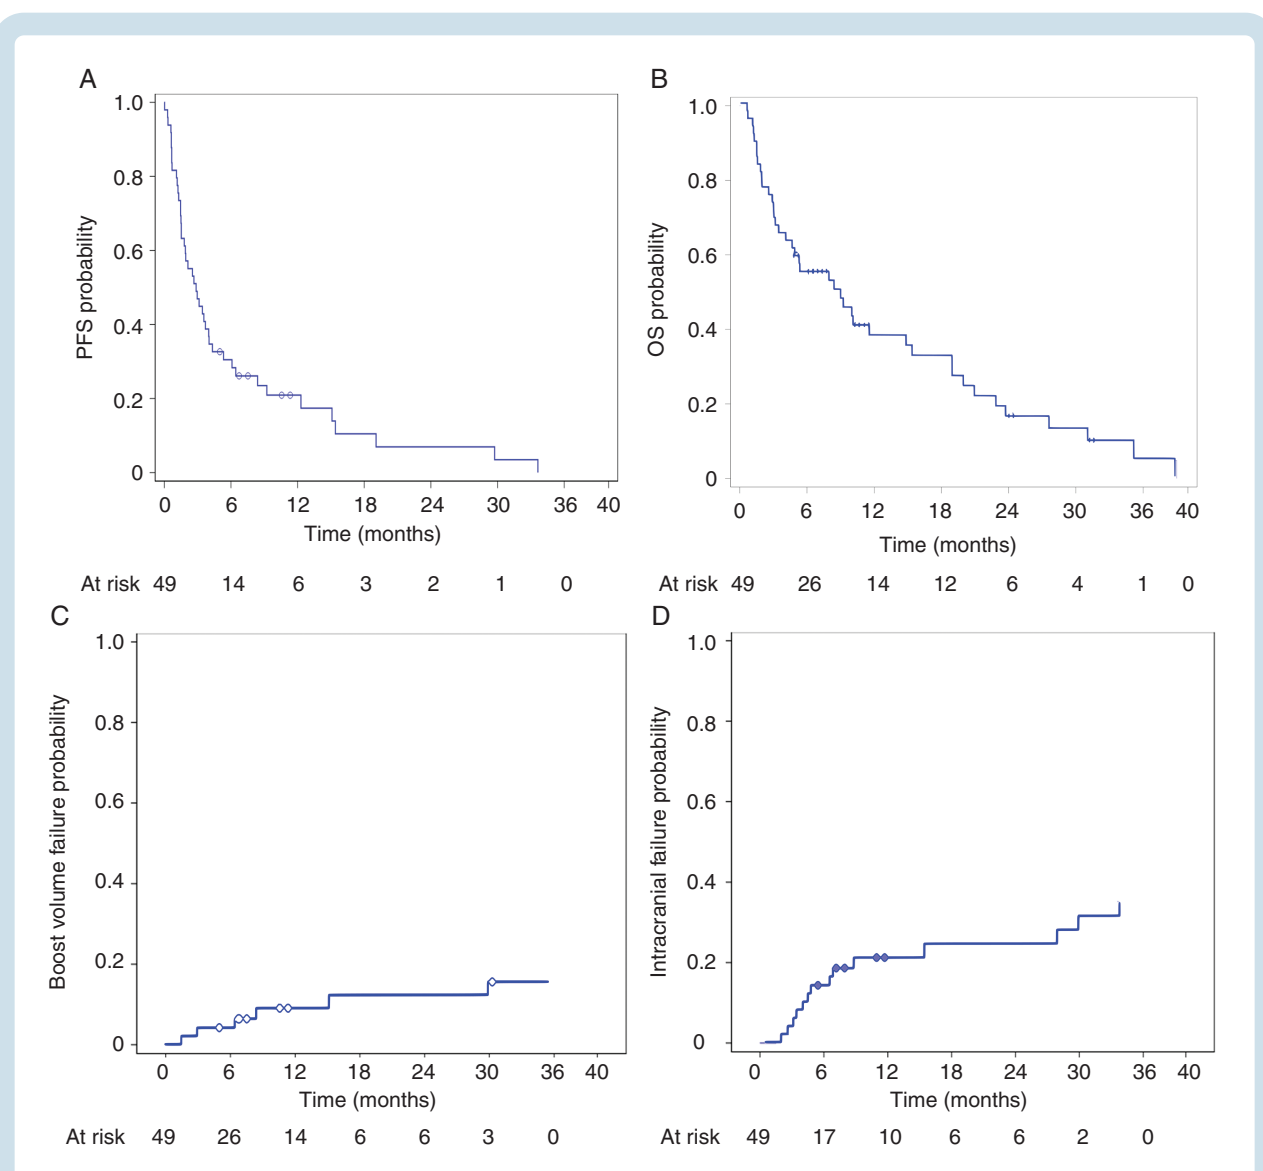 A
PFS probability
1.0
0.8
0.6
0.4
0.2
0
0 6 12 18 24 30 36 40
Time (months)
At risk 49 14 6 3 2 1 0
B
OS probability
1.0
0.8
0.6
0.4
0.2
0
0 6 12 18 24 30 36 40
Time (months)
At risk 49 26 14 12 6 4 1 0
C
Boost volume failure probability
1.0
0.8
0.6
0.4
0.2
0
0 6 12 18 24 30 36 40
Time (months)
At risk 49 26 14 6 6 3 0
D
Intracranial failure probability
1.0
0.8
0.6
0.4
0.2
0
0 6 12 18 24 30 36 40
Time (months)
At risk 49 17 10 6 6 2 0